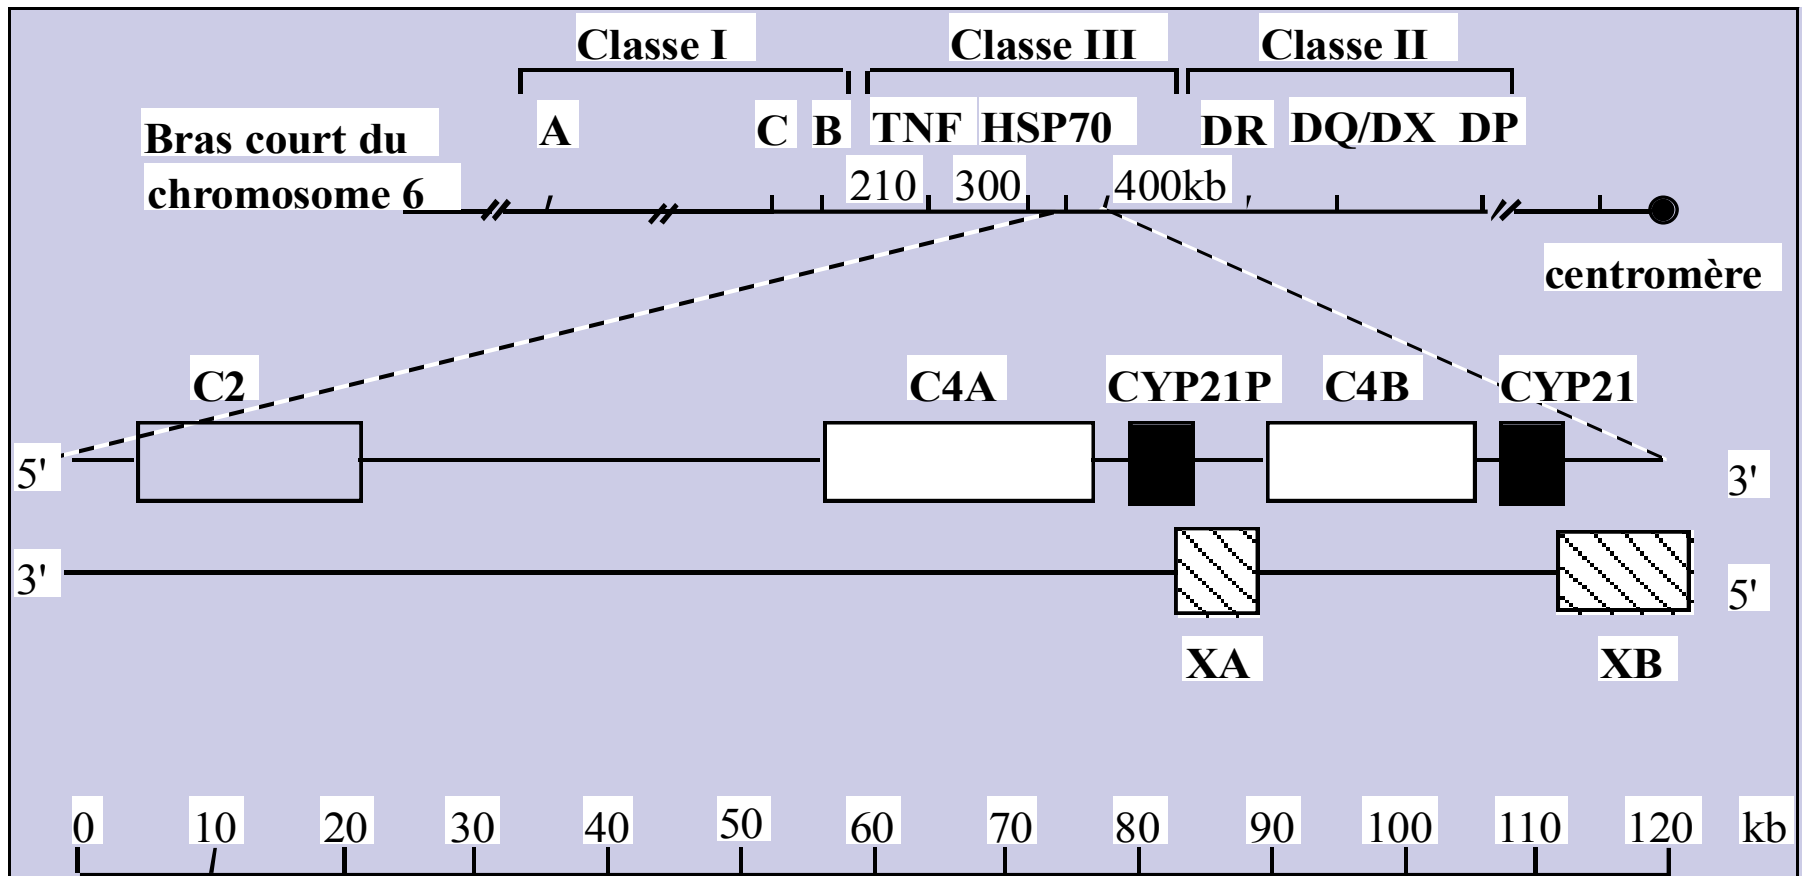 Classe I Classe III Classe II
A C B TNF HSP70 DR DQ/DX DP
Bras court du
chromosome 6
210 300 400kb
centromère
C2 C4A CYP21P C4B CYP21
5' 3'
3' 5'
XA XB
0 10 20 30 40 50 60 70 80 90 100 110 120 kb